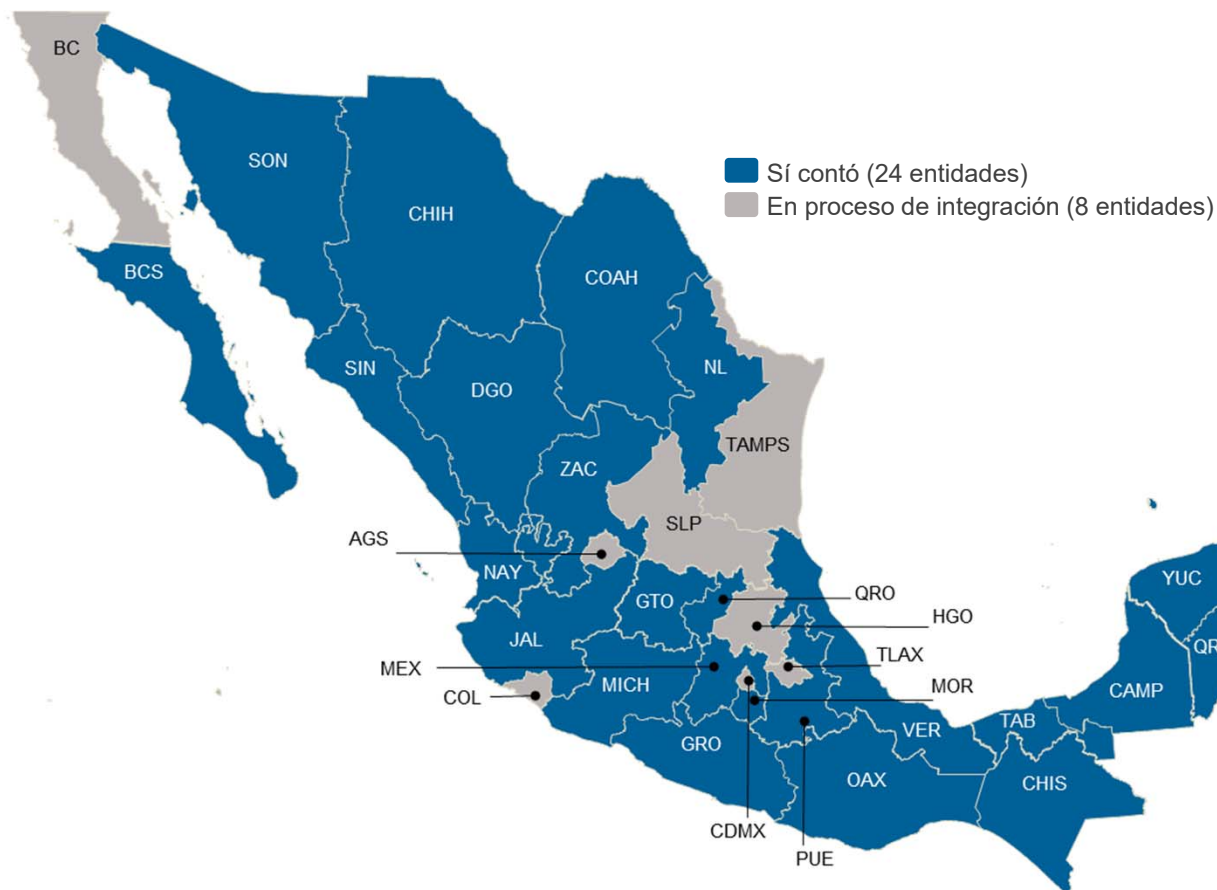 BC
SON
CHIH
Sí contó (24 entidades)
En proceso de integración (8 entidades)
BCS
COAH
SIN
DGO
NL
TAMPS
ZAC
SLP
AGS
NAY
GTO
QRO
HGO
YUC
JAL
MEX
TLAX
QR
COL
MICH
MOR
CAMP
GRO
VER
TAB
OAX
CHIS
CDMX
PUE